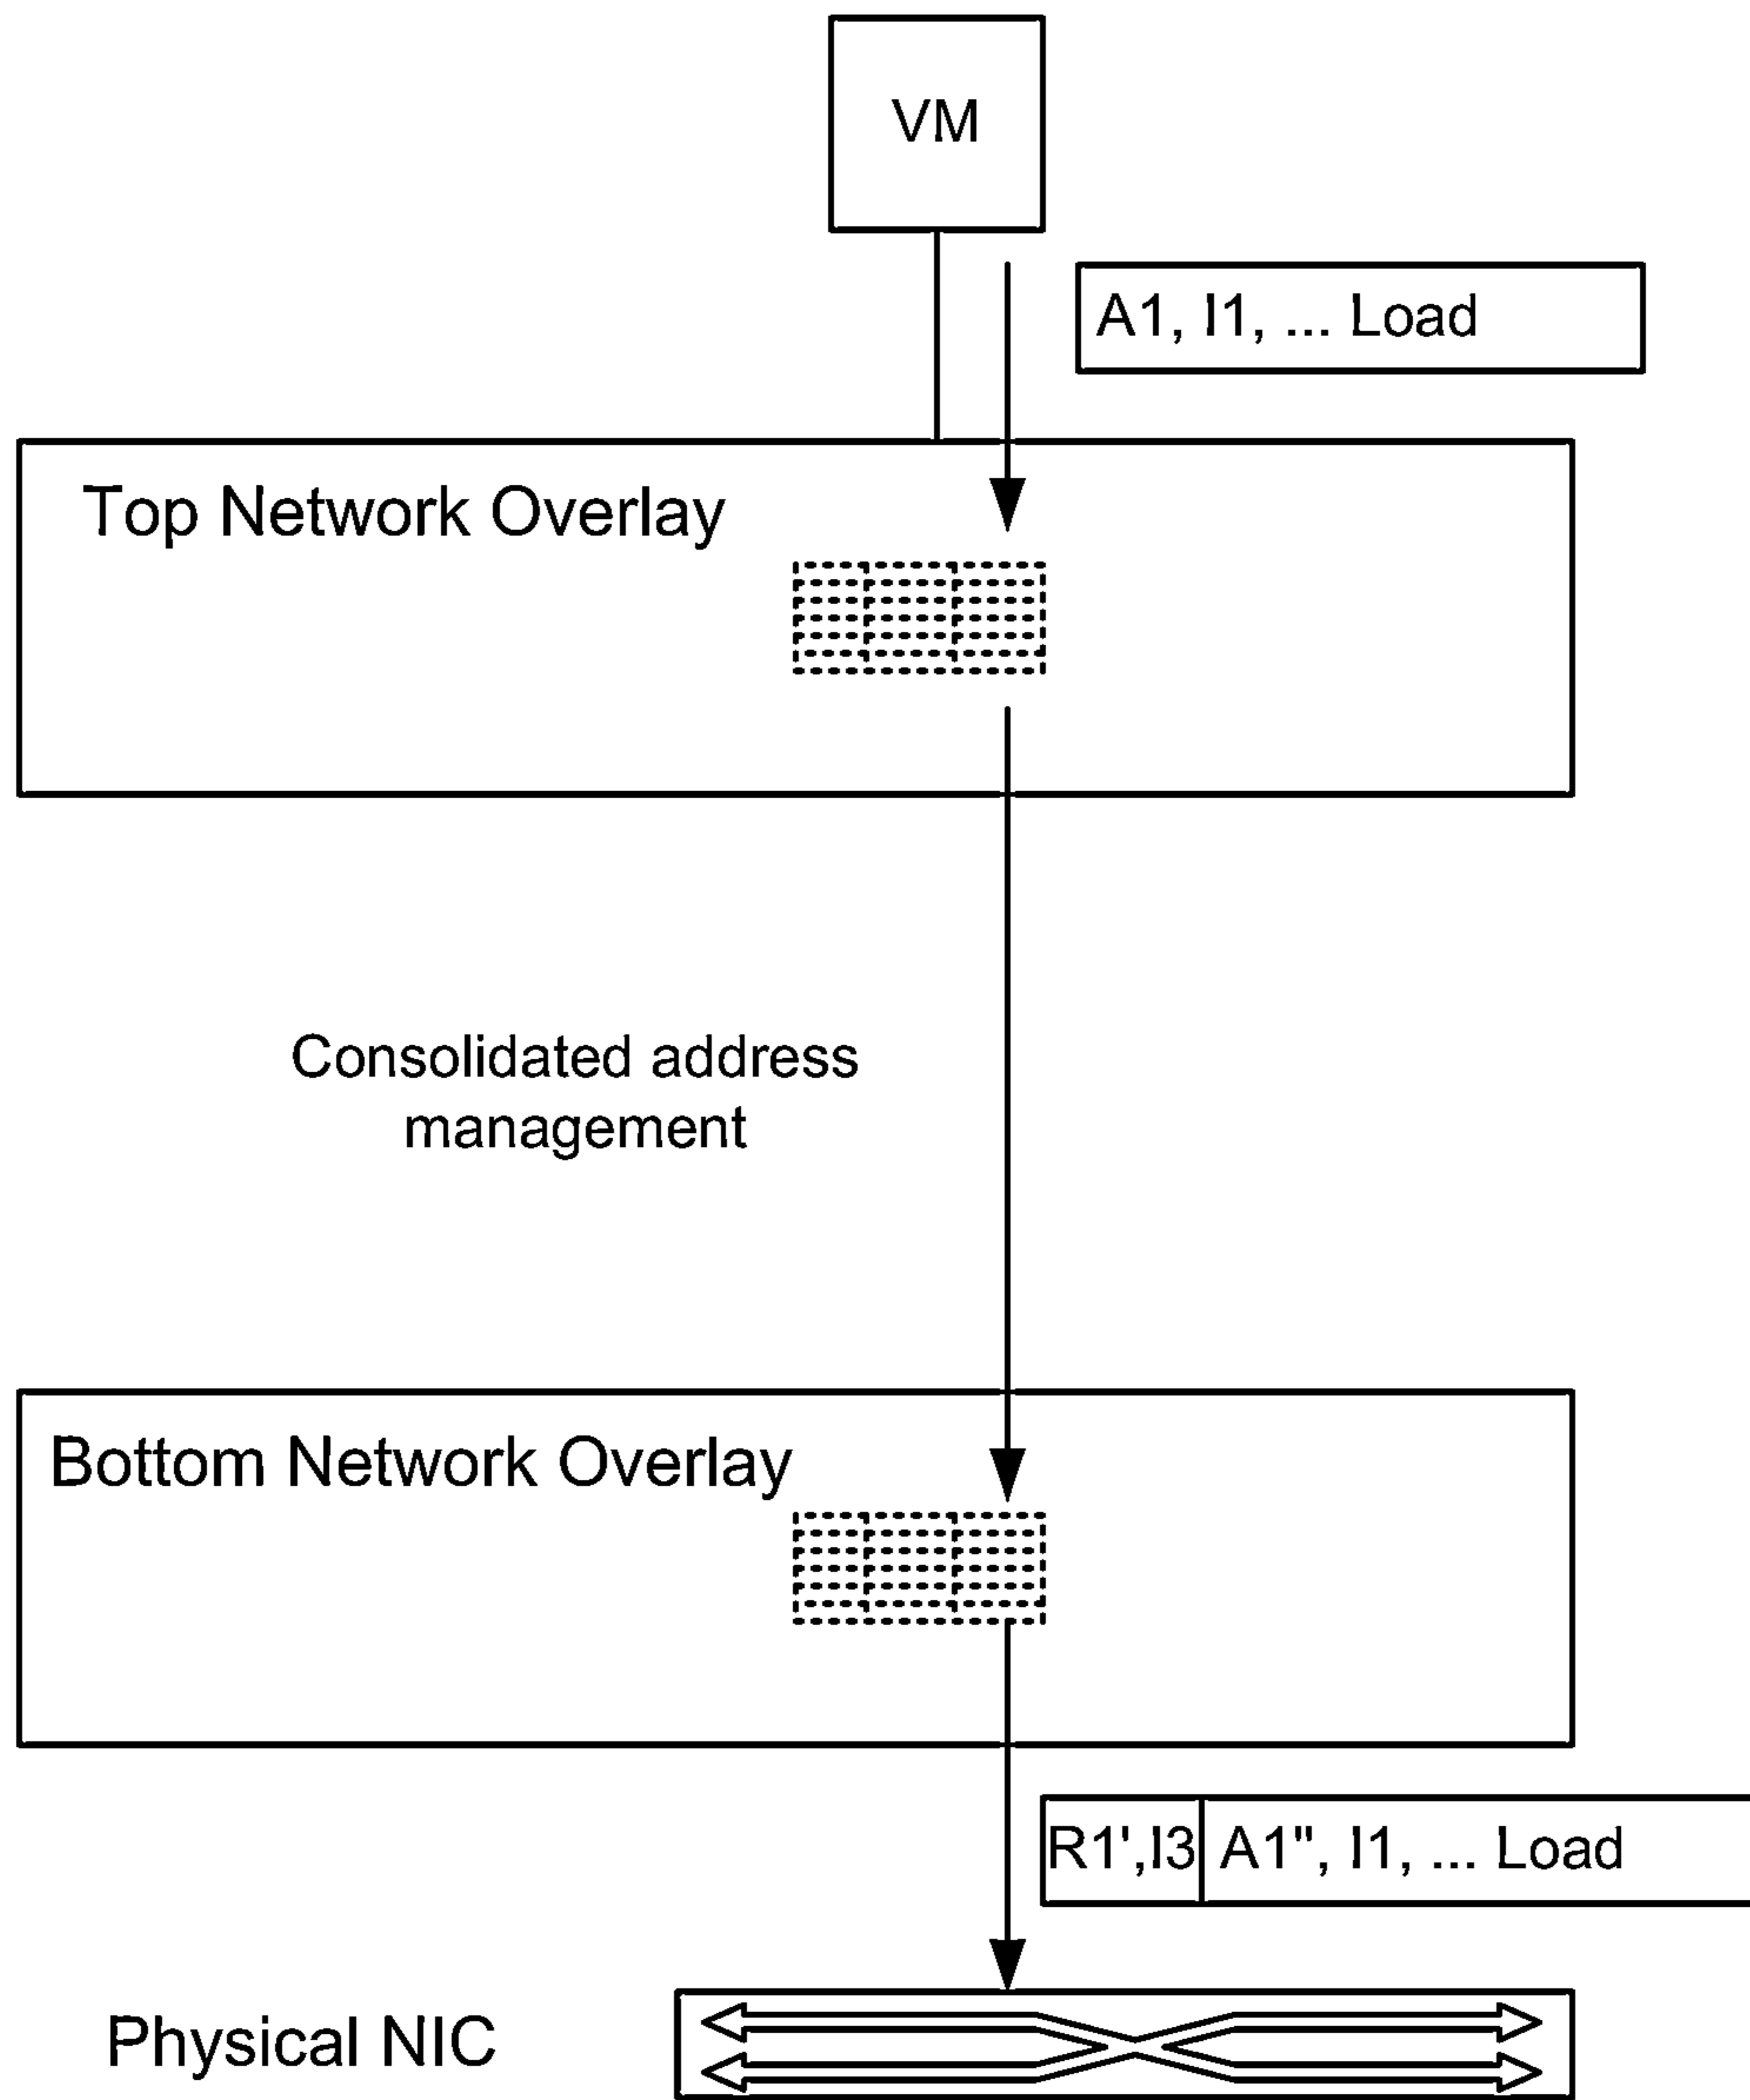 VM
A1, I1, ... Load
Top Network Overlay
Consolidated address
management
Bottom Network Overlay
R1',I3 A1", I1, ... Load
Physical NIC